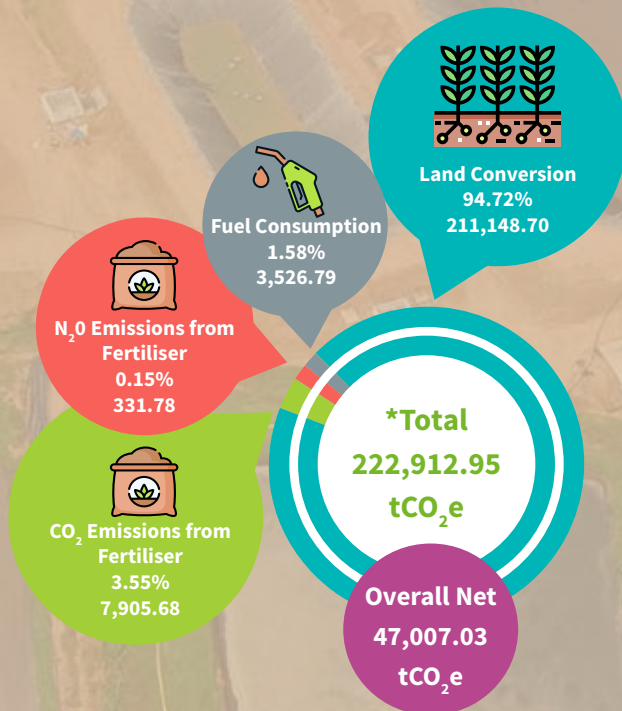 Land Conversion
94.72%
211,148.70
Fuel Consumption
1.58%
3,526.79
N₂0 Emissions from
Fertiliser
0.15%
331.78
CO₂ Emissions from
Fertiliser
3.55%
7,905.68
*Total
222,912.95
tCO₂e
Overall Net
47,007.03
tCO₂e